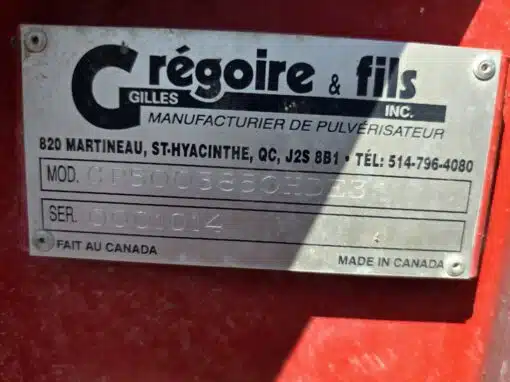 Grégoire & fils
GILLES INC.
MANUFACTURIER DE PULVÉRISATEUR
820 MARTINEAU, ST-HYACINTHE, QC, J2S 8B1 • TÉL: 514-796-4080
MOD.
SER. 0001014
FAIT AU CANADA MADE IN CANADA